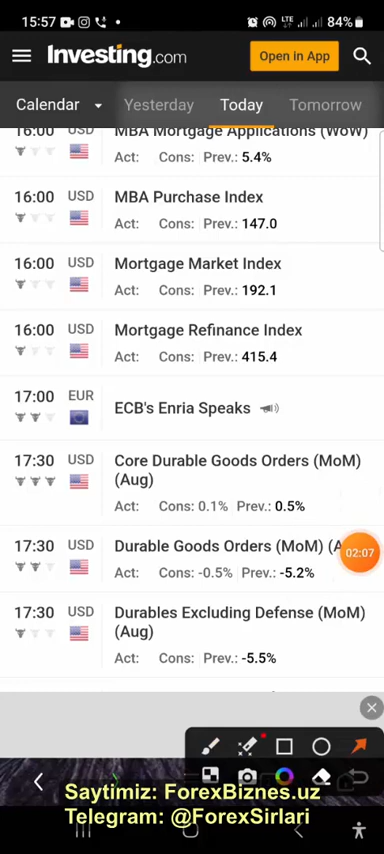 15:57 LTE 84%
Investing.com Open in App
Calendar Yesterday Today Tomorrow
16:00 USD MBA Mortgage Applications (WoW)
Act: Cons: Prev.: 5.4%
16:00 USD MBA Purchase Index
Act: Cons: Prev.: 147.0
16:00 USD Mortgage Market Index
Act: Cons: Prev.: 192.1
16:00 USD Mortgage Refinance Index
Act: Cons: Prev.: 415.4
17:00 EUR ECB's Enria Speaks
17:30 USD Core Durable Goods Orders (MoM)
(Aug)
Act: Cons: 0.1% Prev.: 0.5%
17:30 USD Durable Goods Orders (MoM)
02:07
Act: Cons: -0.5% Prev.: -5.2%
17:30 USD Durables Excluding Defense (MoM)
(Aug)
Act: Cons: Prev.: -5.5%
Saytimiz: ForexBiznes.uz
Telegram: @ForexSirlari